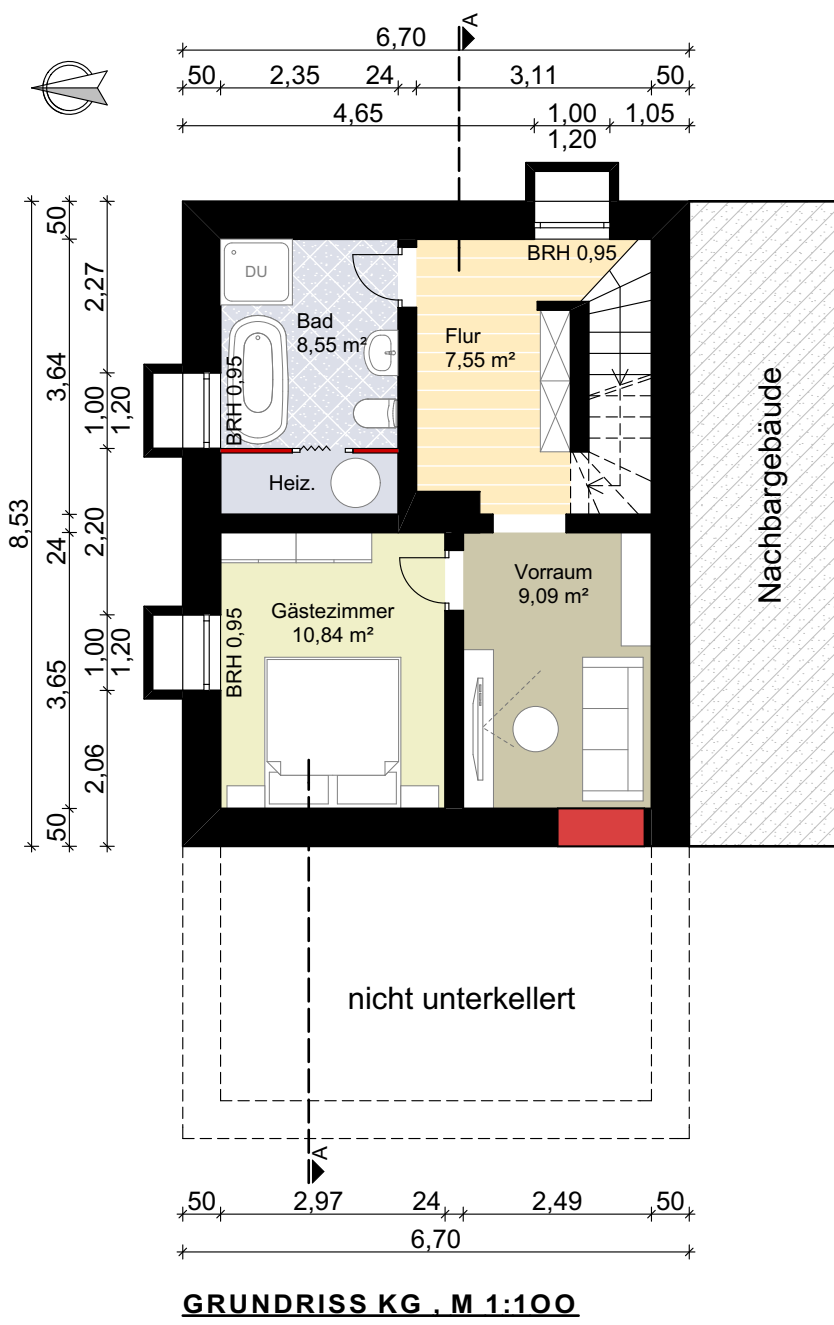 A
6,70
50 2,35 24 3,11 50
4,65 1,00 1,05
1,20
8,53
50 3,64 24 3,65 50
2,27 1,00 2,20 1,00 2,06
1,20 1,20
DU
Bad
8,55 m²
BRH 0,95
Flur
7,55 m²
BRH 0,95
Heiz.
Gästezimmer
10,84 m²
BRH 0,95
Vorraum
9,09 m²
Nachbargebäude
nicht unterkellert
A
50 2,97 24 2,49 50
6,70
GRUNDRISS KG , M 1:100